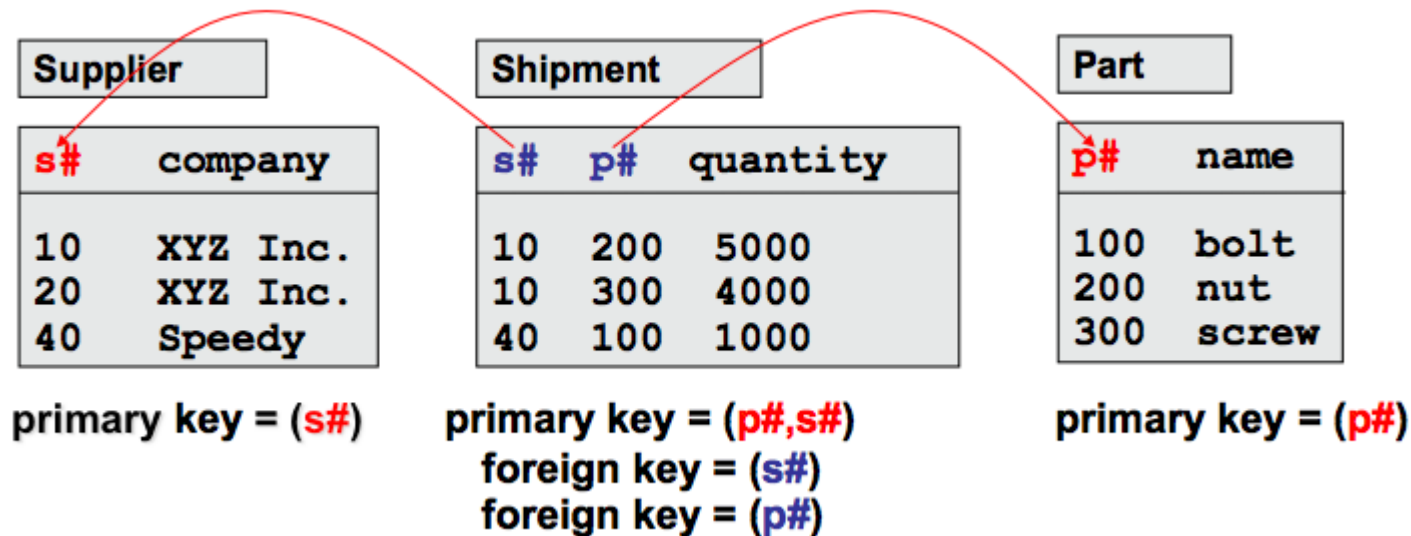 Supplier
s# company
10 XYZ Inc.
20 XYZ Inc.
40 Speedy
primary key = (s#)
Shipment
s# p# quantity
10 200 5000
10 300 4000
40 100 1000
primary key = (p#,s#)
foreign key = (s#)
foreign key = (p#)
Part
p# name
100 bolt
200 nut
300 screw
primary key = (p#)